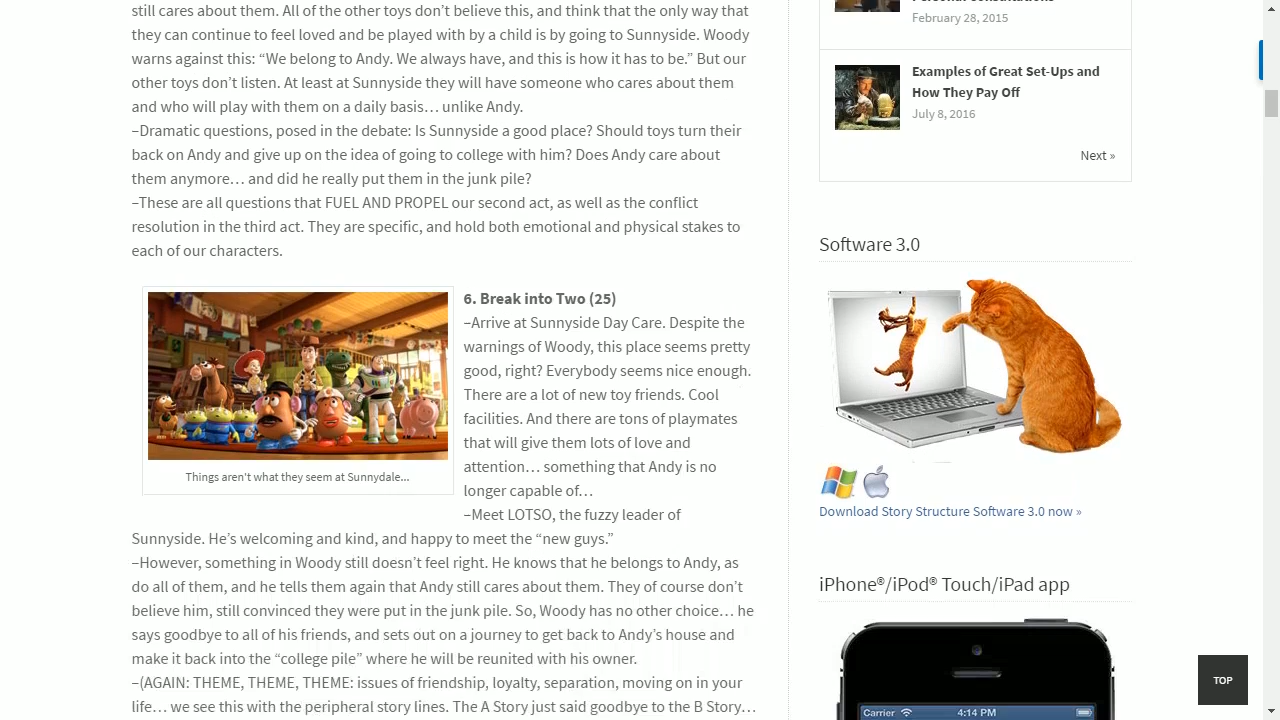 still cares about them. The other toys don't believe this, and think that the only way that
they can continue to feel loved and be played with by a child is by going to Sunnyside. Woody
warns against this: “We belong to Andy. We always have, and this is how it has to be.” But our
other toys don't listen. At Sunnyside they will have someone who cares about them
and who will play with them on a daily basis… unlike Andy.
–Dramatic questions, posed in the debate: Is Sunnyside a good place? Should toys turn their
back on Andy and give up on the idea of going to college with him? Does Andy care about
them anymore… and did he really put them in the junk pile?
–These are all questions that FUEL AND PROPEL our second act, as well as the conflict
resolution in the third act. They are specific, and hold both emotional and physical stakes to
each of our characters.
6. Break into Two (25)
–Arrive at Sunnyside Day Care. Despite the
warnings of Woody, this place seems pretty
good, right? Everybody seems nice enough.
There are a lot of new toy friends. Cool
facilities. And there are tons of playmates
that will give them lots of love and
attention… something that Andy is no
longer capable of…
–Meet LOTSO, the fuzzy leader of
Things aren't what they seem at Sunnydale...
Sunnyside. He's welcoming and kind, and happy to meet the “new guys.”
–However, something in Woody still doesn't feel right. He knows that he belongs to Andy, as
do all of them, and he tells them again that Andy still cares about them. They of course don't
believe him, still convinced they were put in the junk pile. So, Woody has no other choice… he
says goodbye to all of his friends, and sets out on a journey to get back to Andy's house and
make it back into the “college pile” where he will be reunited with his owner.
–AGAIN: THEME, THEME, THEME! Issues of friendship, loyalty, separation, moving on in your
life… we see this with the peripheral story lines. The A Story just said goodbye to the B Story…
February 28, 2015
Examples of Great Set-Ups and
How They Pay Off
July 8, 2016
Next »
Software 3.0
Download Story Structure Software 3.0 now »
iPhone®/iPod® Touch/iPad app
Carrier 4:14 PM
TOP